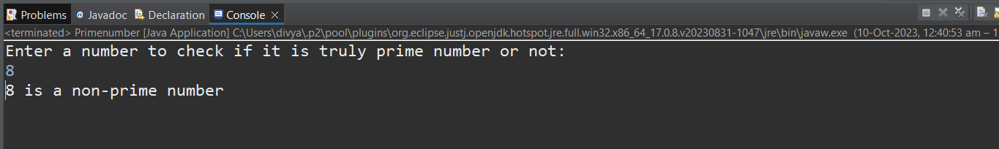 Problems @ Javadoc Declaration Console
<terminated> Primenumber [Java Application] C:\Users\divya\.p2\pool\plugins\org.eclipse.justj.openjdk.hotspot.jre.full.win32.x86_64_17.0.8.v20230831-1047\jre\bin\javaw.exe (10-Oct-2023, 12:40:53 am – 1
Enter a number to check if it is truly prime number or not:
8
8 is a non-prime number